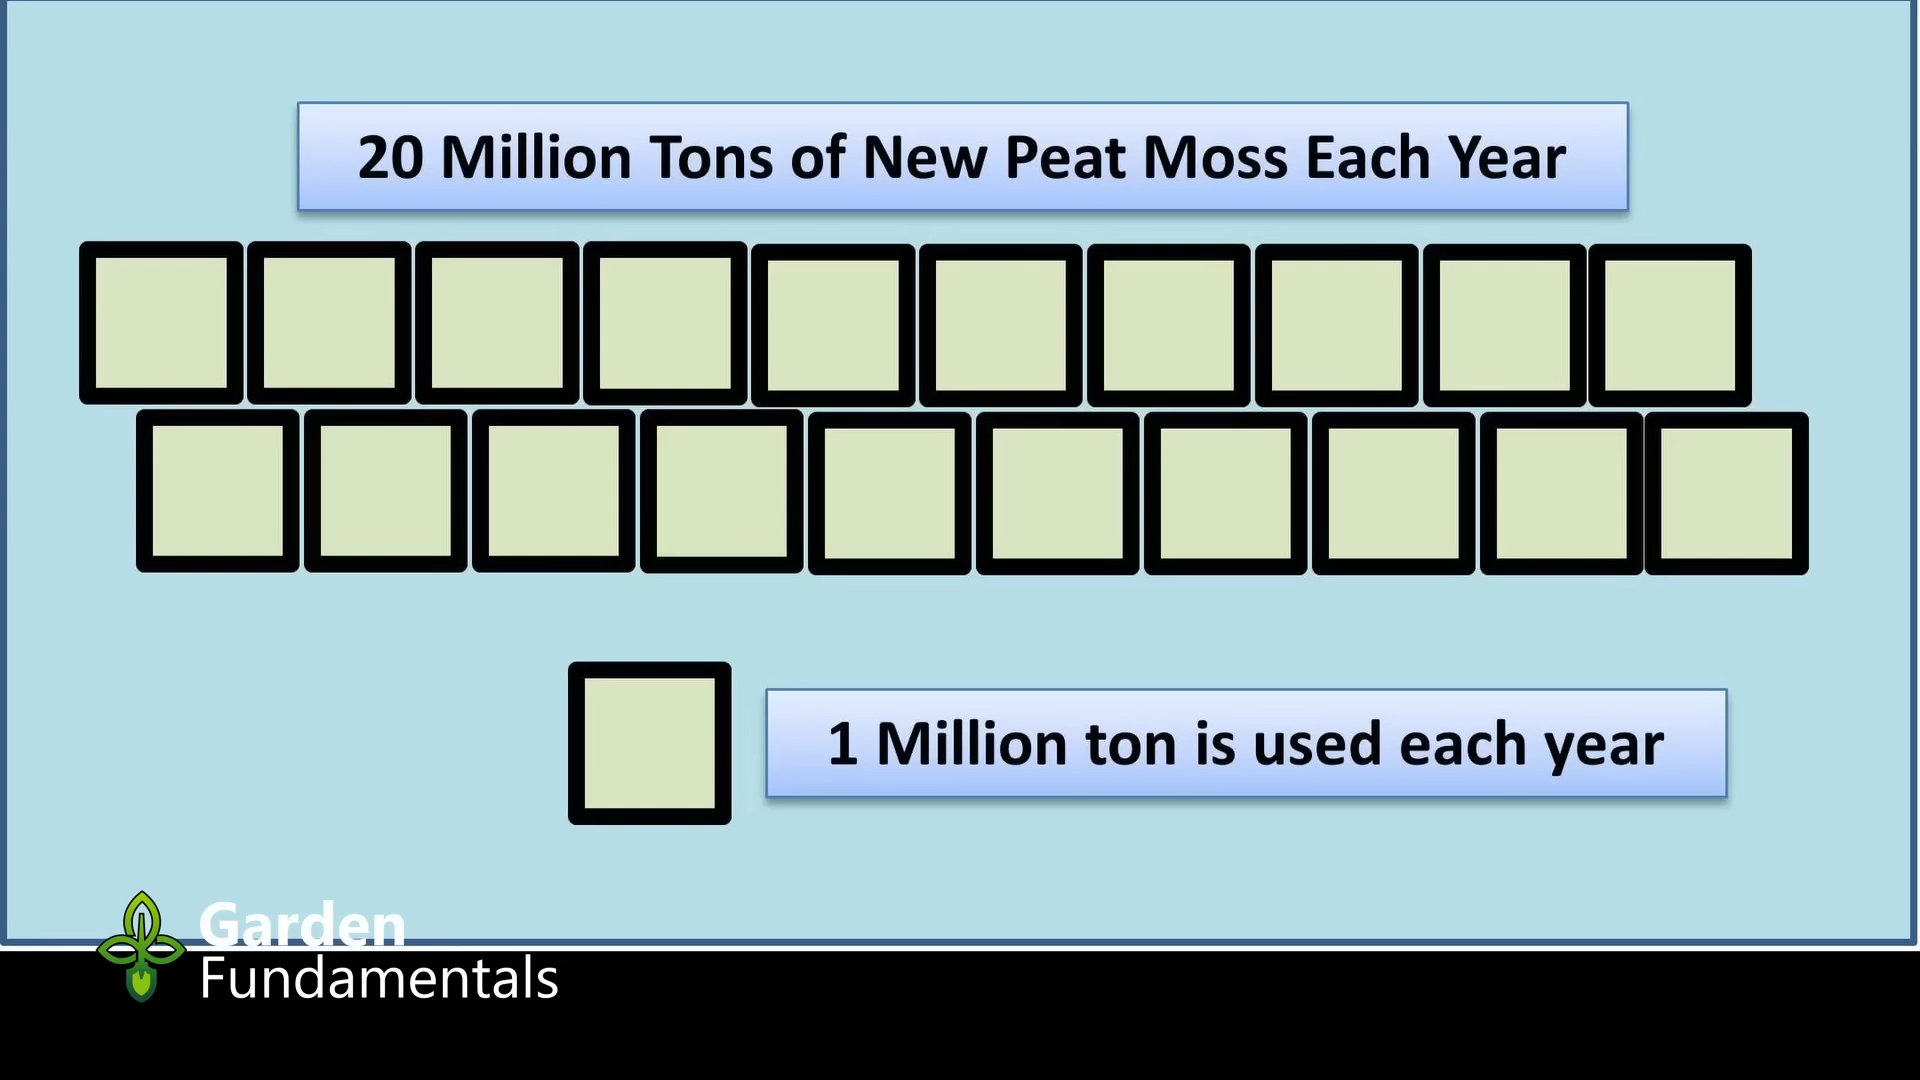 20 Million Tons of New Peat Moss Each Year
1 Million ton is used each year
Garden
Fundamentals